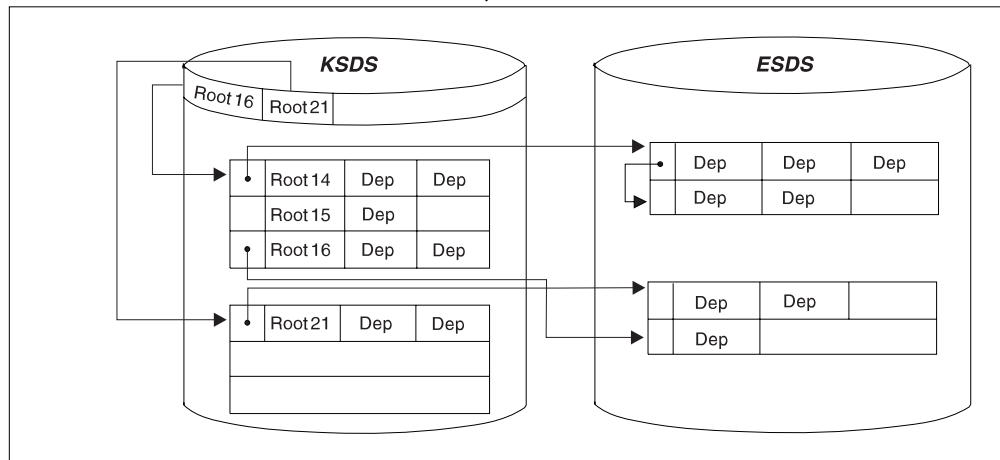 KSDS
Root 16 Root 21
Root 14 Dep Dep
Root 15 Dep
Root 16 Dep Dep
Root 21 Dep Dep
ESDS
Dep Dep Dep
Dep Dep
Dep Dep
Dep